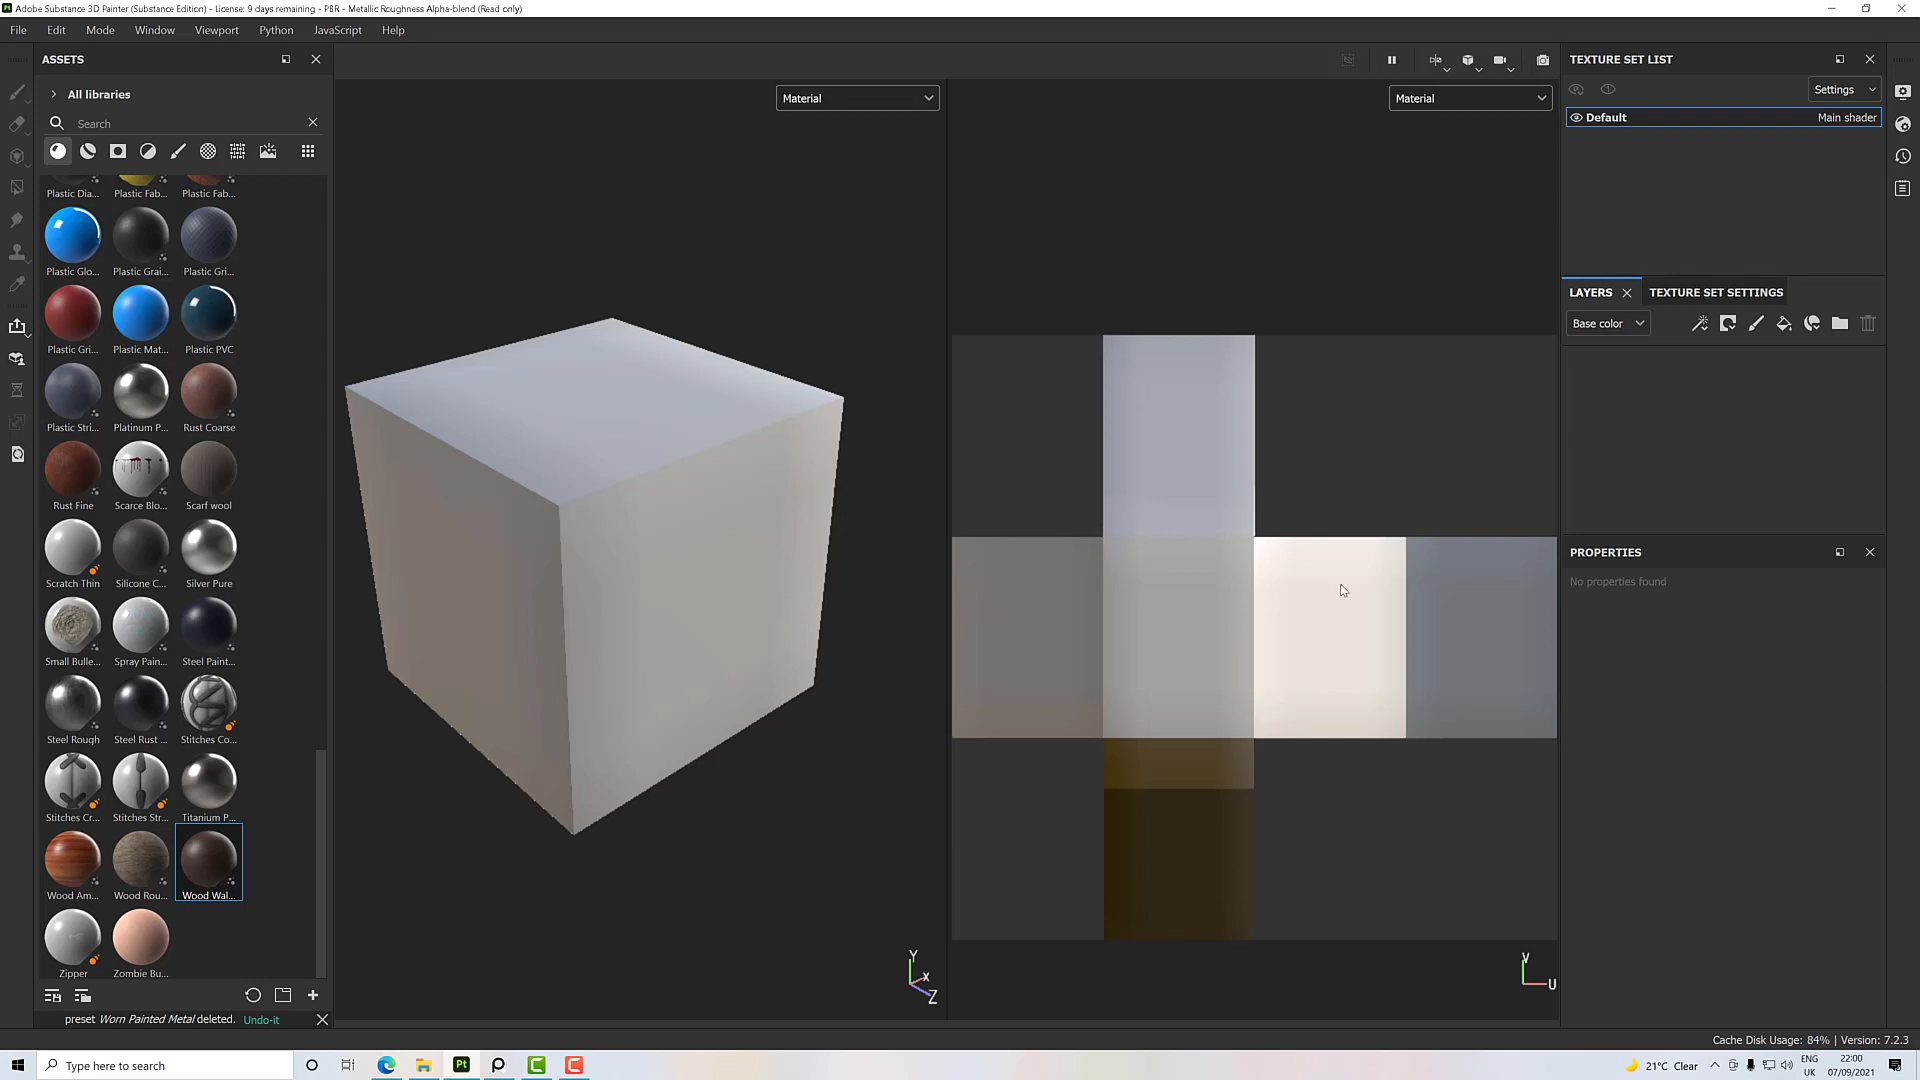 Adobe Substance 3D Painter (Substance Edition) - License: 9 days remaining - PBR - Metallic Roughness Alpha-blend (Read only)
File Edit Mode Window Viewport Python JavaScript Help
ASSETS
All libraries
Search
Plastic Dia... Plastic Fab... Plastic Fab...
Plastic Glo... Plastic Grai... Plastic Gri...
Plastic Gri... Plastic Mat... Plastic PVC
Plastic Stri... Platinum P... Rust Coarse
Rust Fine Scarce Blo... Scarf wool
Scratch Thin Silicone C... Silver Pure
Small Bulle... Spray Pain... Steel Paint...
Steel Rough Steel Rust ... Stitches Co...
Stitches Cr... Stitches Str... Titanium P...
Wood Am... Wood Rou... Wood Wal...
Zipper Zombie Bu...
preset Worn Painted Metal deleted. Undo-it
Material
Y
X
Z
Material
V
U
TEXTURE SET LIST
Settings
Default Main shader
LAYERS TEXTURE SET SETTINGS
Base color
PROPERTIES
No properties found
Cache Disk Usage: 84% | Version: 7.2.3
Type here to search
Pt
21°C Clear
ENG
UK
22:00
07/09/2021